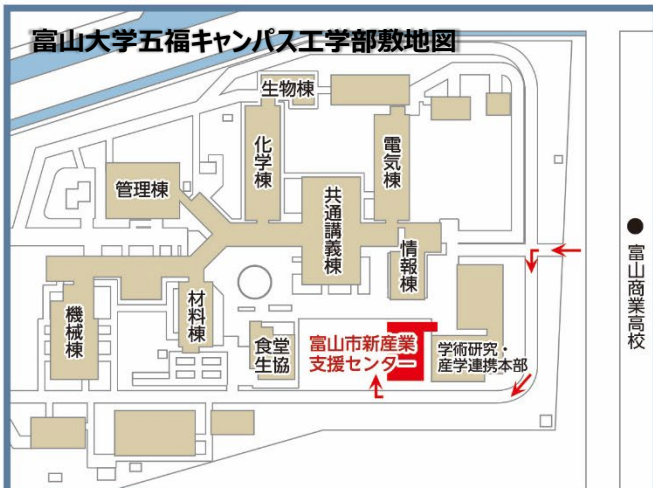 富山大学五福キャンパス工学部敷地図
生物棟
化学棟
電気棟
管理棟
共通講義棟
情報棟
● 富山商業高校
機械棟
材料棟
食堂
生協
富山市新産業
支援センター
学術研究・
産学連携本部